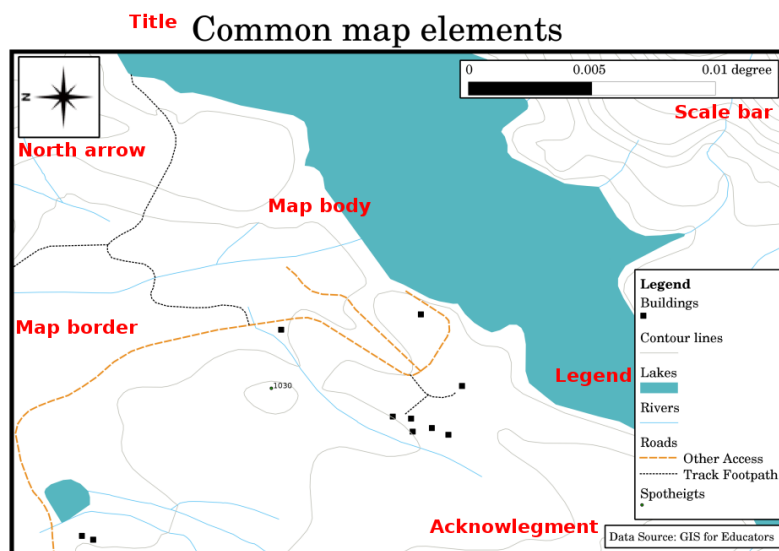 Title Common map elements
N
0 0.005 0.01 degree
Scale bar
North arrow
Map body
Legend
Buildings
Map border
Contour lines
Legend Lakes
1030
Rivers
Roads
Other Access
Track Footpath
Spotheigts
Acknowlegment
Data Source: GIS for Educators